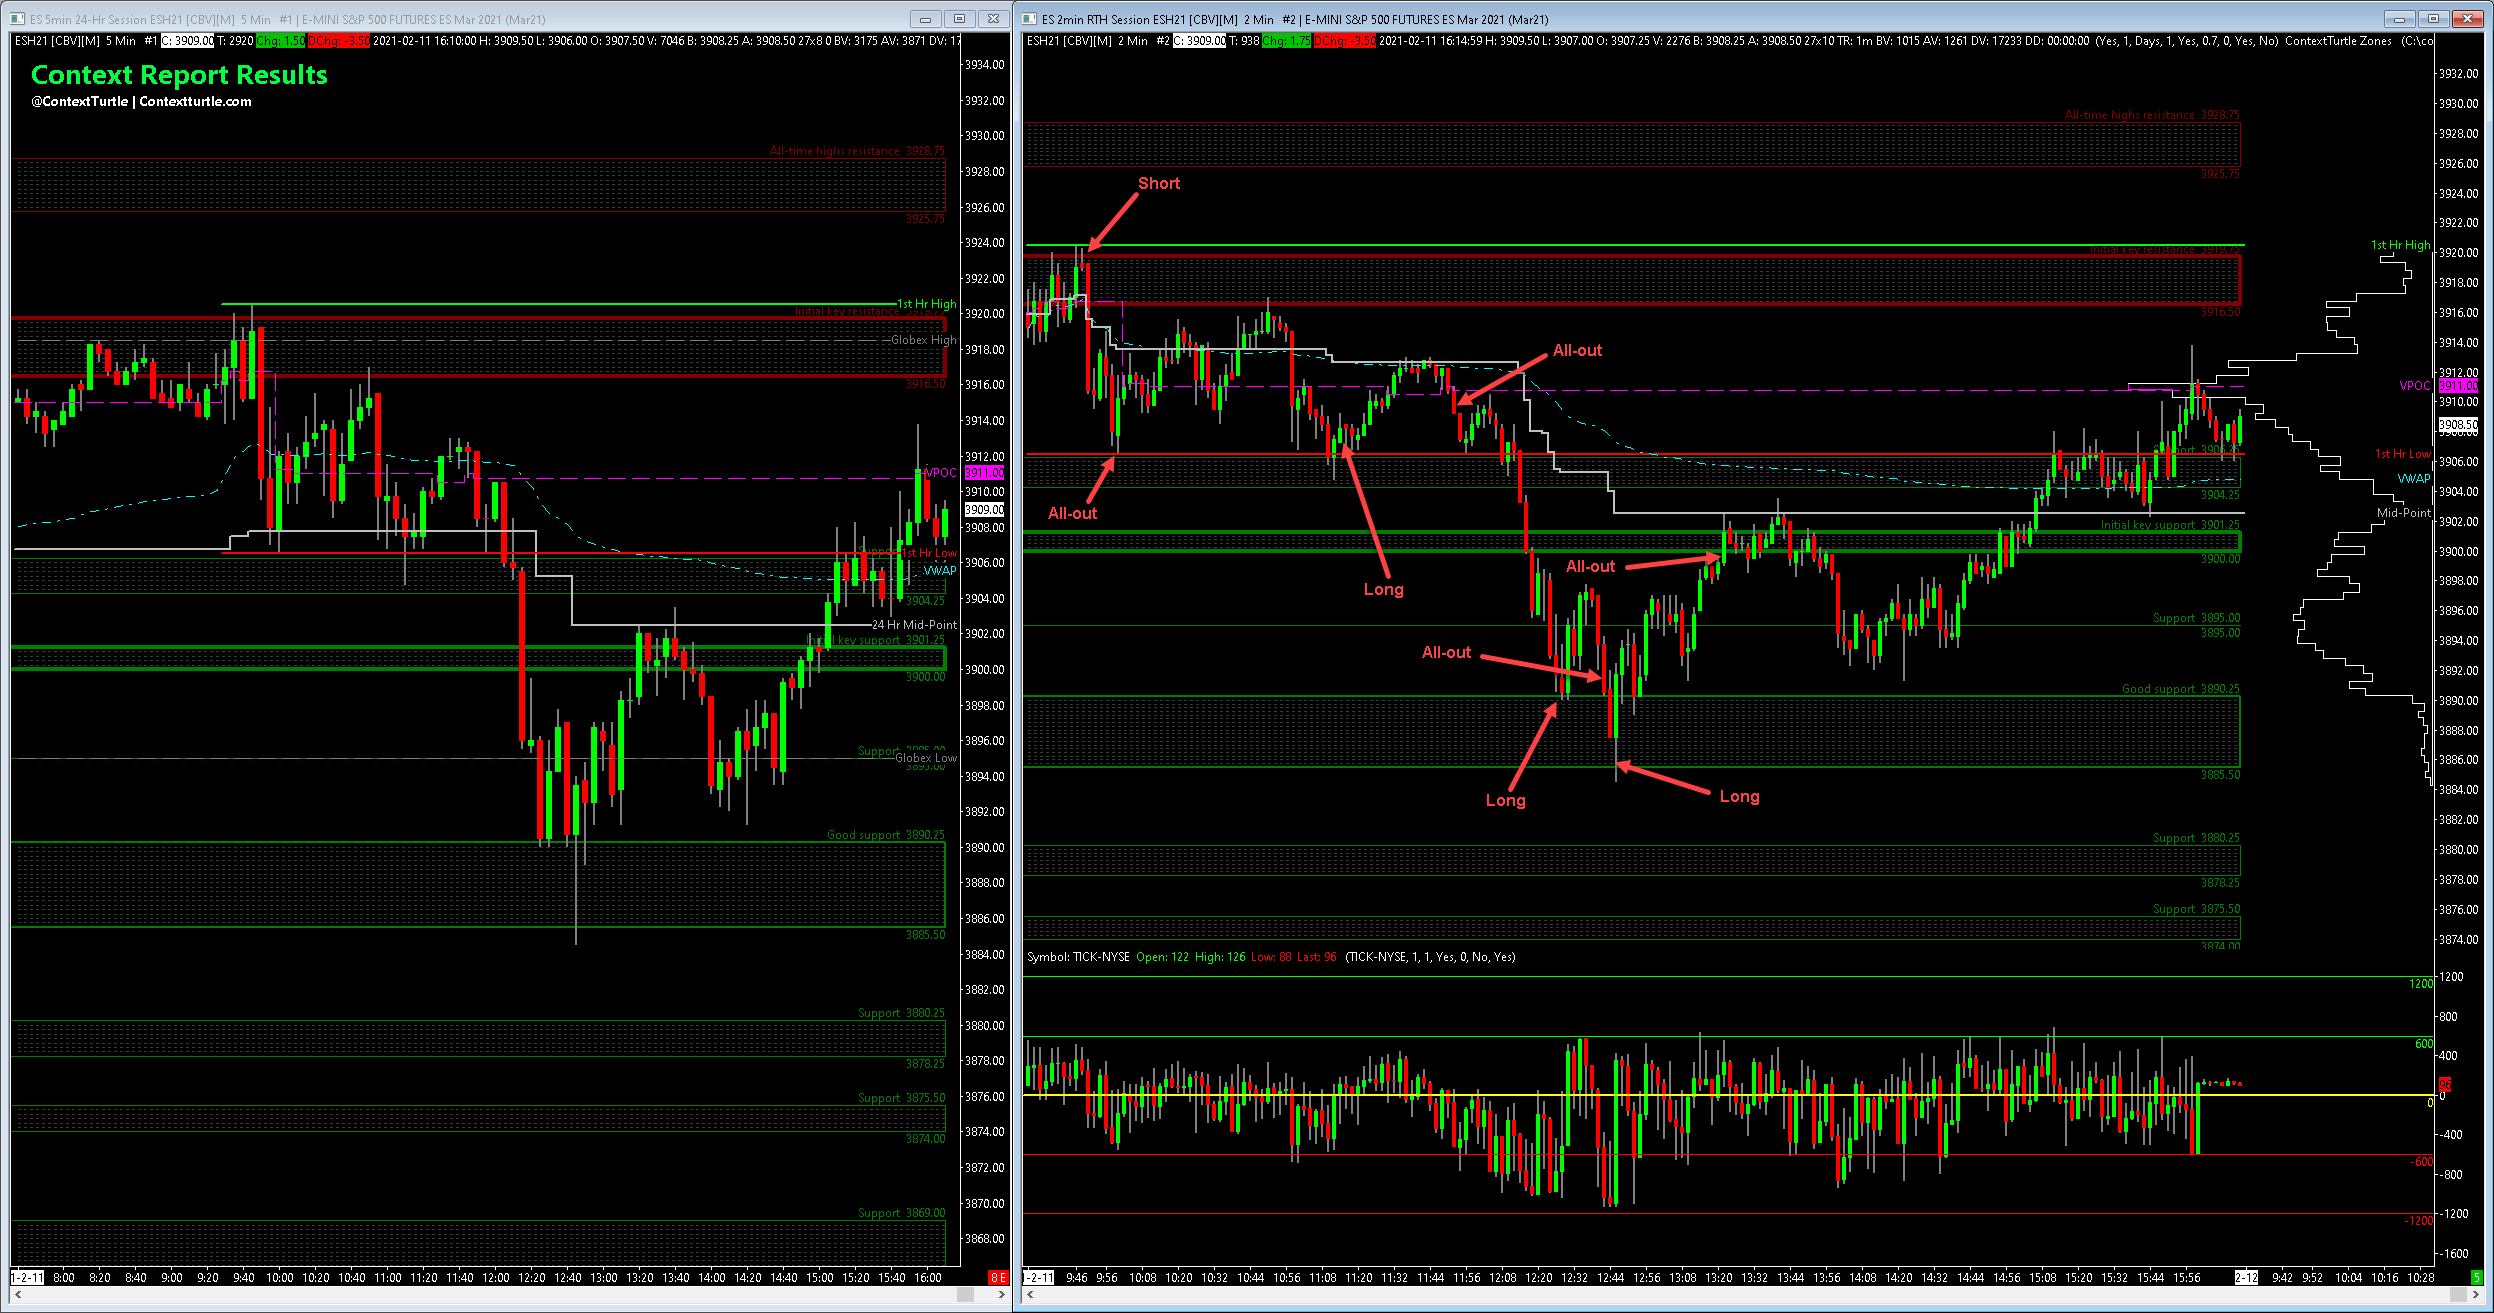 ES 5min 24-Hr Session ESH21 [CBV][M] 5 Min #1 | E-MINI S&P 500 FUTURES ES Mar 2021 (Mar21)
ESH21 [CBV][M] 5 Min #1 C: 3909.00 T: 2920 Chg: 1.50 DChg: -3.50 2021-02-11 16:10:00 H: 3909.50 L: 3906.00 O: 3907.50 V: 7046 B: 3908.25 A: 3908.50 27x8 0 BV: 3175 AV: 3871 DV: 17
Context Report Results
@ContextTurtle | Contextturtle.com
All-time highs resistance 3928.75
3925.75
1st Hr High
Initial key resistance
Globex High
3916.50
VPOC
1st Hr Low
VWAP
3904.25
24 Hr Mid-Point
Initial key support 3901.25
3900.00
Support 3895.00
Globex Low
3895.00
Good support 3890.25
3885.50
Support 3880.25
3878.25
Support 3875.50
3874.00
Support 3869.00
3934.00
3932.00
3930.00
3928.00
3926.00
3924.00
3922.00
3920.00
3918.00
3916.00
3914.00
3912.00
3911.00
3910.00
3909.00
3908.00
3906.00
3904.00
3902.00
3900.00
3898.00
3896.00
3894.00
3892.00
3890.00
3888.00
3886.00
3884.00
3882.00
3880.00
3878.00
3876.00
3874.00
3872.00
3870.00
3868.00
1-2-11 8:00 8:20 8:40 9:00 9:20 9:40 10:00 10:20 10:40 11:00 11:20 11:40 12:00 12:20 12:40 13:00 13:20 13:40 14:00 14:20 14:40 15:00 15:20 15:40 16:00 8 E
ES 2min RTH Session ESH21 [CBV][M] 2 Min #2 | E-MINI S&P 500 FUTURES ES Mar 2021 (Mar21)
ESH21 [CBV][M] 2 Min #2 C: 3909.00 T: 938 Chg: 1.75 DChg: -3.50 2021-02-11 16:14:59 H: 3909.50 L: 3907.00 O: 3907.25 V: 2276 B: 3908.25 A: 3908.50 27x10 TR: 1m BV: 1015 AV: 1261 DV: 17233 DD: 00:00:00 (Yes, 1, Days, 1, Yes, 0.7, 0, Yes, No) ContextTurtle Zones (C:\co
All-time highs resistance 3928.75
3925.75
Short
1st Hr High
Initial key resistance 3919.75
3916.50
All-out
VPOC
1st Hr Low
VWAP
3904.25
All-out
Mid-Point
Initial key support 3901.25
3900.00
All-out
Long
Support 3895.00
3895.00
All-out
Good support 3890.25
3885.50
Long
Long
Support 3880.25
3878.25
Support 3875.50
3874.00
3932.00
3930.00
3928.00
3926.00
3924.00
3922.00
3920.00
3918.00
3916.00
3914.00
3912.00
3911.00
3910.00
3908.50
3906.00
3904.00
3902.00
3900.00
3898.00
3896.00
3894.00
3892.00
3890.00
3888.00
3886.00
3884.00
3882.00
3880.00
3878.00
3876.00
3874.00
Symbol: TICK-NYSE Open: 122 High: 126 Low: 88 Last: 96 (TICK-NYSE, 1, 1, Yes, 0, No, Yes)
1200
1200
800
600
400
96
0
0
-400
-600
-800
-1200
-1200
-1600
1-2-11 9:46 9:56 10:08 10:20 10:32 10:44 10:56 11:08 11:20 11:32 11:44 11:56 12:08 12:20 12:32 12:44 12:56 13:08 13:20 13:32 13:44 13:56 14:08 14:20 14:32 14:44 14:56 15:08 15:20 15:32 15:44 15:56 2-12 9:42 9:52 10:04 10:16 10:28 5